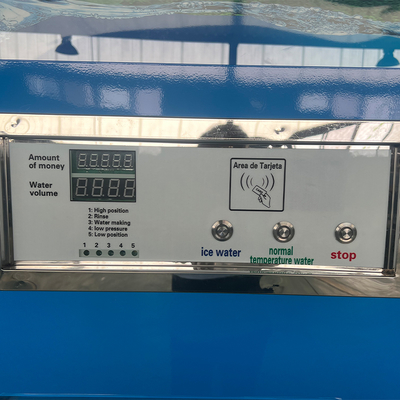 Amount
of money
Water
volume
1: High position
2: Rinse
3: Water making
4: low pressure
5: Low position
1 2 3 4 5
Area de Tarjeta
ice water
normal
temperature water
stop